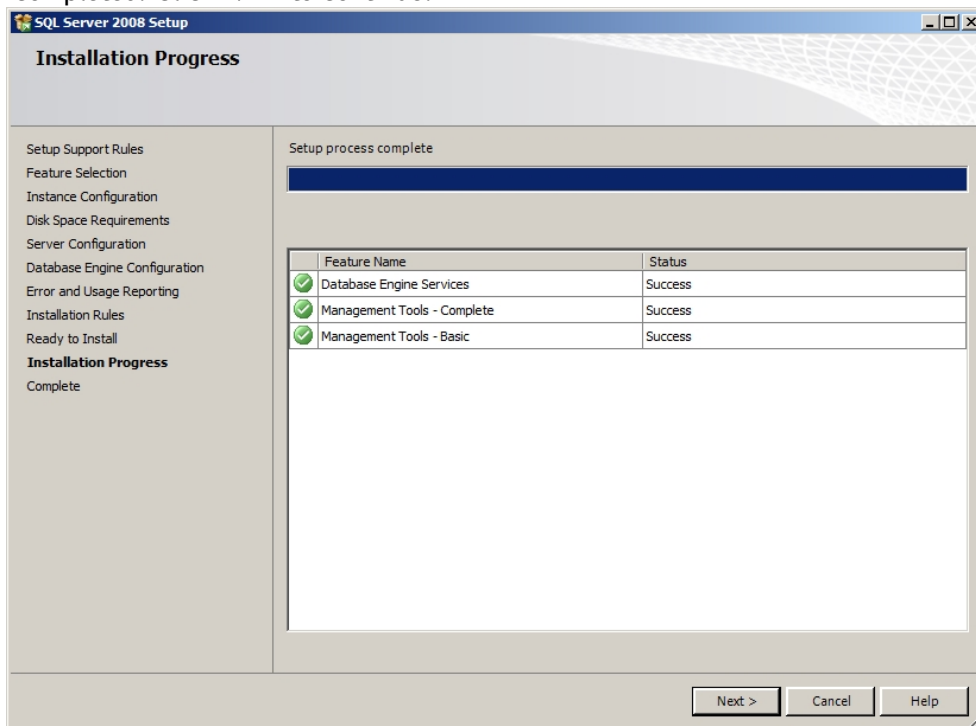 SQL Server 2008 Setup
Installation Progress
Setup Support Rules
Feature Selection
Instance Configuration
Disk Space Requirements
Server Configuration
Database Engine Configuration
Error and Usage Reporting
Installation Rules
Ready to Install
Installation Progress
Complete
Setup process complete
Feature Name Status
Database Engine Services Success
Management Tools - Complete Success
Management Tools - Basic Success
Next > Cancel Help